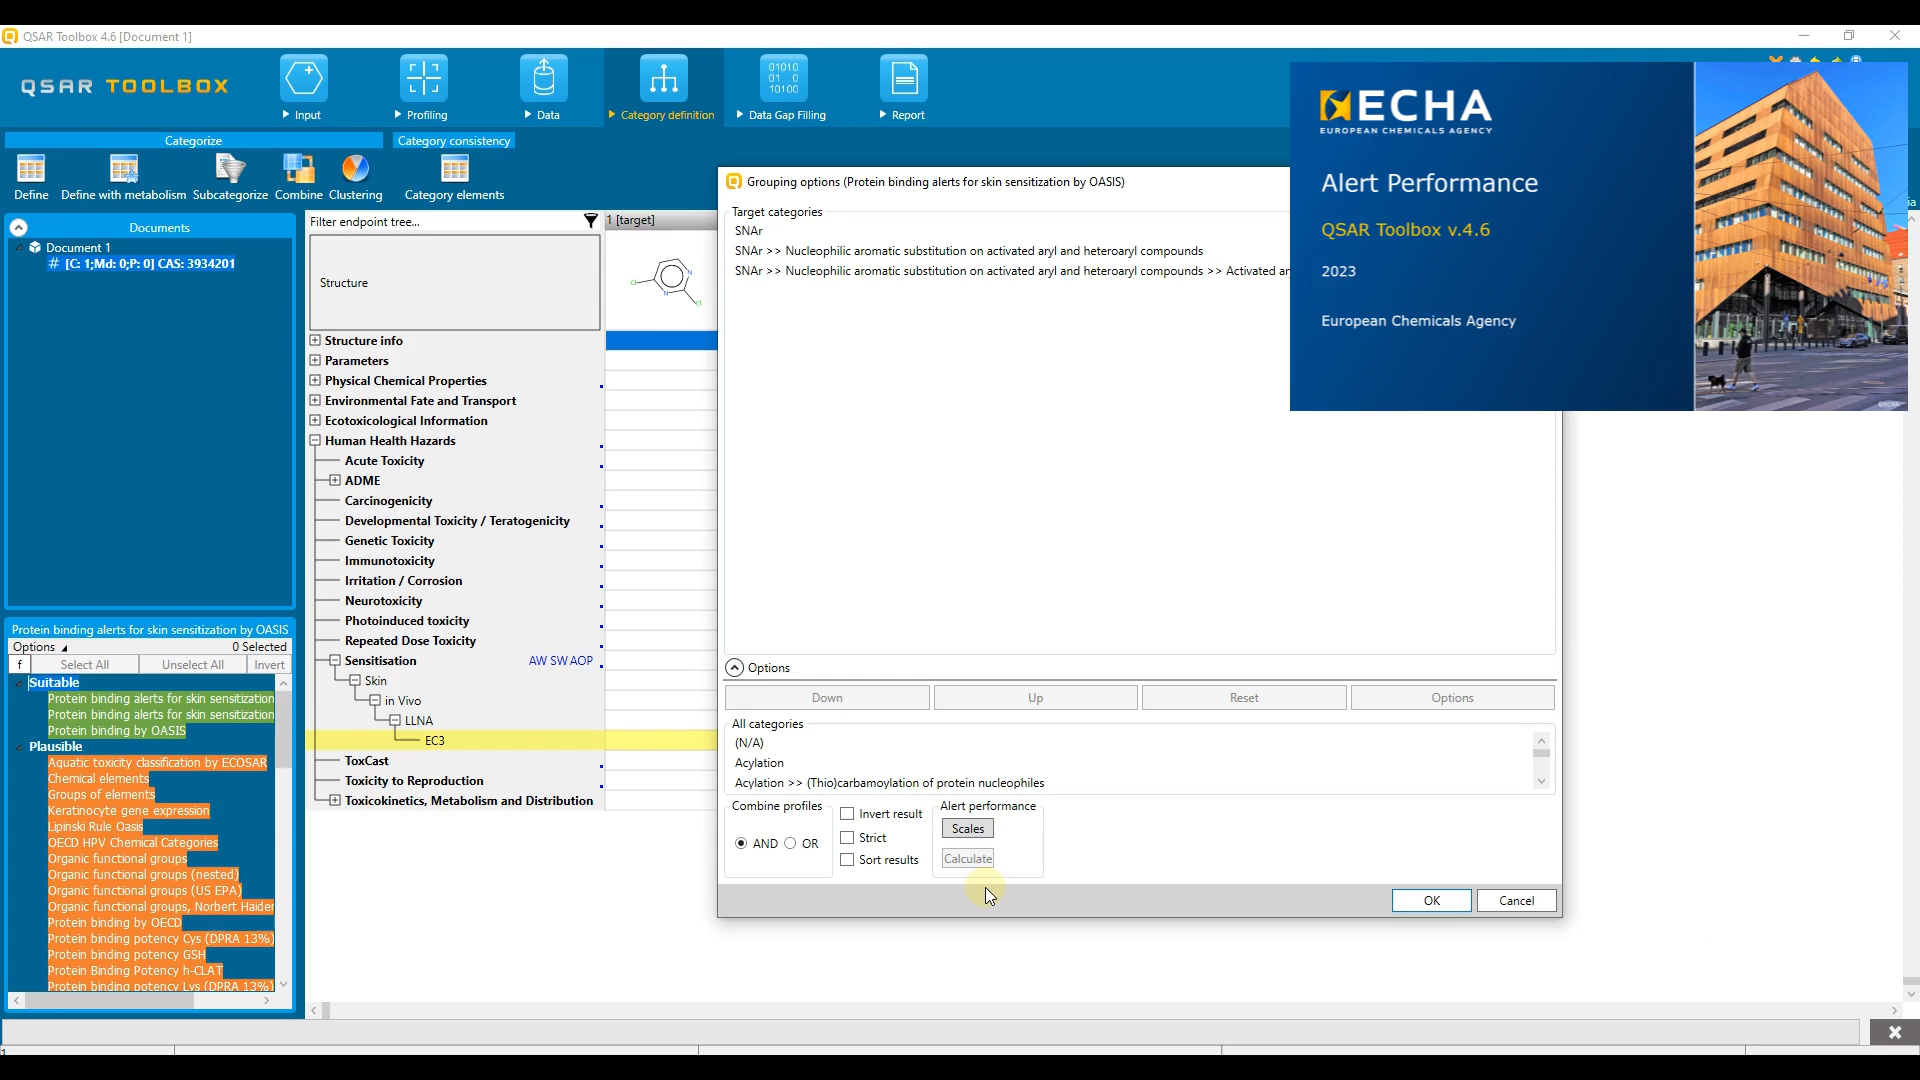 QSAR Toolbox 4.6 [Document 1]
QSAR TOOLBOX
01010
01 0
10100
Input
Profiling
Data
Category definition
Data Gap Filling
Report
Categorize
Category consistency
Define
Define with metabolism
Subcategorize
Combine
Clustering
Category elements
ECHA
EUROPEAN CHEMICALS AGENCY
Alert Performance
QSAR Toolbox v.4.6
2023
European Chemicals Agency
Documents
Document 1
# [C: 1;Md: 0;P: 0] CAS: 3934201
Protein binding alerts for skin sensitization by OASIS
Options
0 Selected
f
Select All
Unselect All
Invert
Suitable
Protein binding alerts for skin sensitization
Protein binding alerts for skin sensitization
Protein binding by OASIS
Plausible
Aquatic toxicity classification by ECOSAR
Chemical elements
Groups of elements
Keratinocyte gene expression
Lipinski Rule Oasis
OECD HPV Chemical Categories
Organic functional groups
Organic functional groups (nested)
Organic functional groups (US EPA)
Organic functional groups, Norbert Haider
Protein binding by OECD
Protein binding potency Cys (DPRA 13%)
Protein binding potency GSH
Protein Binding Potency h-CLAT
Protein binding potency Lys (DPRA 13%)
Filter endpoint tree...
1 [target]
Structure
Cl
N
N
Cl
Structure info
Parameters
Physical Chemical Properties
Environmental Fate and Transport
Ecotoxicological Information
Human Health Hazards
Acute Toxicity
ADME
Carcinogenicity
Developmental Toxicity / Teratogenicity
Genetic Toxicity
Immunotoxicity
Irritation / Corrosion
Neurotoxicity
Photoinduced toxicity
Repeated Dose Toxicity
Sensitisation
AW SW AOP
Skin
in Vivo
LLNA
EC3
ToxCast
Toxicity to Reproduction
Toxicokinetics, Metabolism and Distribution
Grouping options (Protein binding alerts for skin sensitization by OASIS)
Target categories
SNAr
SNAr >> Nucleophilic aromatic substitution on activated aryl and heteroaryl compounds
SNAr >> Nucleophilic aromatic substitution on activated aryl and heteroaryl compounds >> Activated ar
Options
Down
Up
Reset
Options
All categories
(N/A)
Acylation
Acylation >> (Thio)carbamoylation of protein nucleophiles
Combine profiles
AND
OR
Invert result
Strict
Sort results
Alert performance
Scales
Calculate
OK
Cancel
1